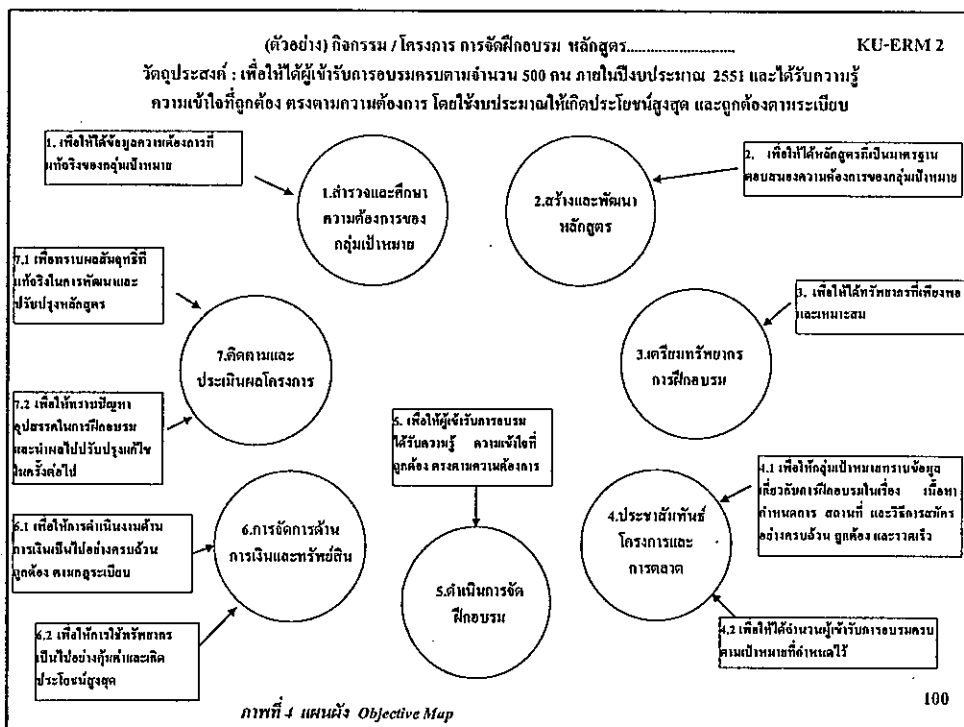 (ตัวอย่าง) กิจกรรม / โครงการ การจัดฝึกอบรม หลักสูตร.............................
KU-ERM 2
วัตถุประสงค์ : เพื่อให้ได้ผู้เข้ารับการอบรมครบตามจำนวน 500 คน ภายในปีงบประมาณ 2551 และได้รับความรู้
ความเข้าใจที่ถูกต้อง ตรงตามความต้องการ โดยใช้งบประมาณให้เกิดประโยชน์สูงสุด และถูกต้องตามระเบียบ
1. เพื่อให้ได้ข้อมูลความต้องการที่
แท้จริงของกลุ่มเป้าหมาย
1.สำรวจและศึกษา
ความต้องการของ
กลุ่มเป้าหมาย
2.สร้างและพัฒนา
หลักสูตร
2. เพื่อให้ได้หลักสูตรที่เป็นมาตรฐาน
ตอบสนองความต้องการของกลุ่มเป้าหมาย
7.1 เพื่อทราบผลสัมฤทธิ์ที่
แท้จริงในการพัฒนาและ
ปรับปรุงหลักสูตร
3. เพื่อให้ได้ทรัพยากรที่เพียงพอ
และเหมาะสม
7.ติดตามและ
ประเมินผลโครงการ
3.เตรียมทรัพยากร
การฝึกอบรม
7.2 เพื่อให้ทราบปัญหา
อุปสรรคในการฝึกอบรม
และนำผลไปปรับปรุงแก้ไข
ในครั้งต่อไป
5. เพื่อให้ผู้เข้ารับการอบรม
ได้รับความรู้ ความเข้าใจที่
ถูกต้อง ตรงตามความต้องการ
4.1 เพื่อให้กลุ่มเป้าหมายทราบข้อมูล
เกี่ยวกับการฝึกอบรมในเรื่อง เนื้อหา
กำหนดการ สถานที่ และวิธีการสมัคร
อย่างครบถ้วน ถูกต้อง และรวดเร็ว
6.1 เพื่อให้การดำเนินงานด้าน
การเงินเป็นไปอย่างครบถ้วน
ถูกต้อง ตามกฎระเบียบ
6.การจัดการด้าน
การเงินและทรัพย์สิน
4.ประชาสัมพันธ์
โครงการและ
การตลาด
5.ดำเนินการจัด
ฝึกอบรม
6.2 เพื่อให้การใช้ทรัพยากร
เป็นไปอย่างคุ้มค่าและเกิด
ประโยชน์สูงสุด
4.2 เพื่อให้ได้จำนวนผู้เข้ารับการอบรมครบ
ตามเป้าหมายที่กำหนดไว้
ภาพที่ 4 แผนผัง Objective Map
100